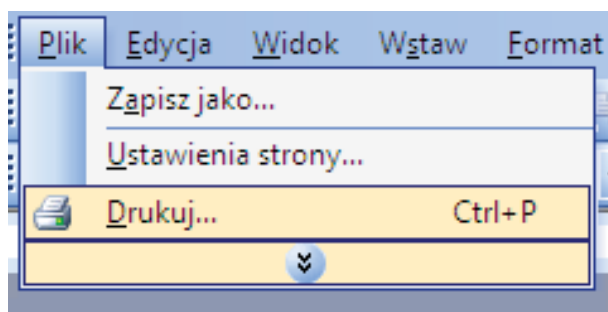 Plik Edycja Widok Wstaw Format
Zapisz jako...
Ustawienia strony...
Drukuj... Ctrl+P